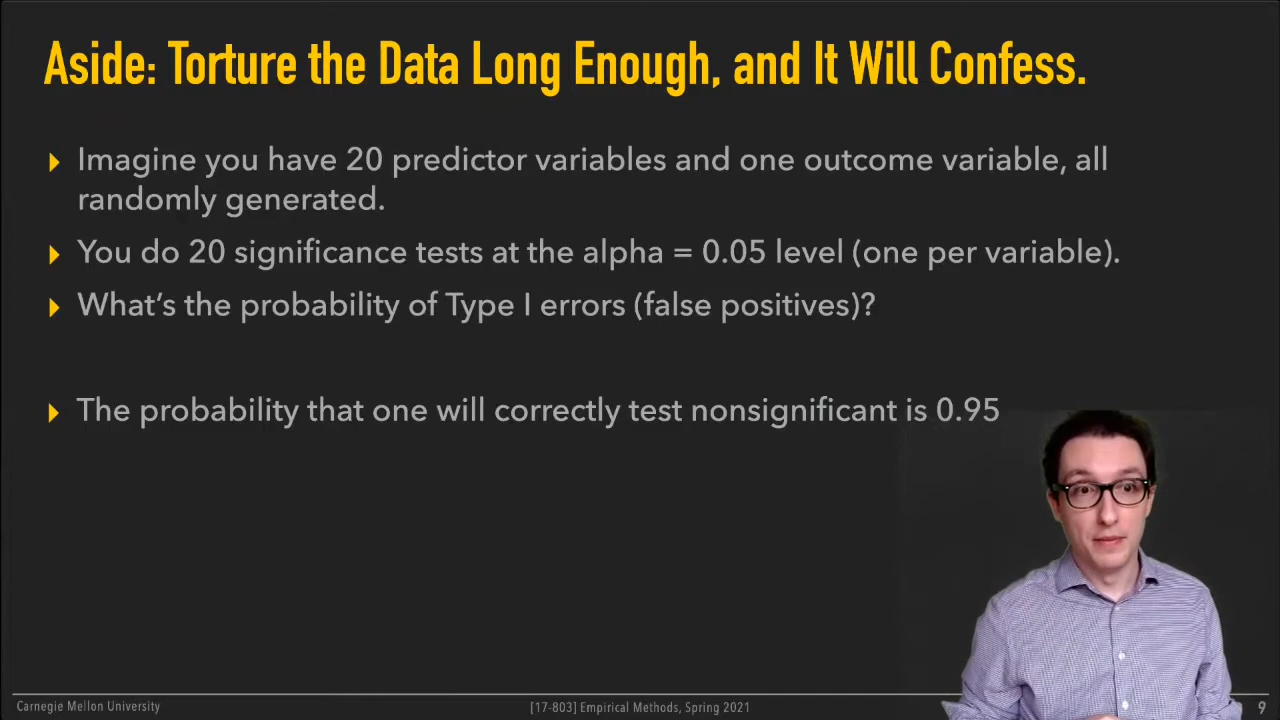 Aside: Torture the Data Long Enough, and It Will Confess.
Imagine you have 20 predictor variables and one outcome variable, all
randomly generated.
You do 20 significance tests at the alpha = 0.05 level (one per variable).
What's the probability of Type I errors (false positives)?
The probability that one will correctly test nonsignificant is 0.95
Carnegie Mellon University
[17-803] Empirical Methods, Spring 2021
9